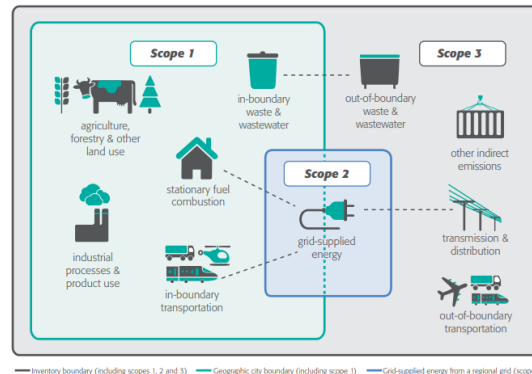 Scope 1
Scope 3
agriculture,
forestry & other
land use
in-boundary
waste &
wastewater
out-of-boundary
waste &
wastewater
other indirect
emissions
stationary fuel
combustion
Scope 2
grid-supplied
energy
transmission &
distribution
industrial
processes &
product use
in-boundary
transportation
out-of-boundary
transportation
Inventory boundary (including scopes 1, 2 and 3) Geographic city boundary (including scope 1) Grid-supplied energy from a regional grid (scope